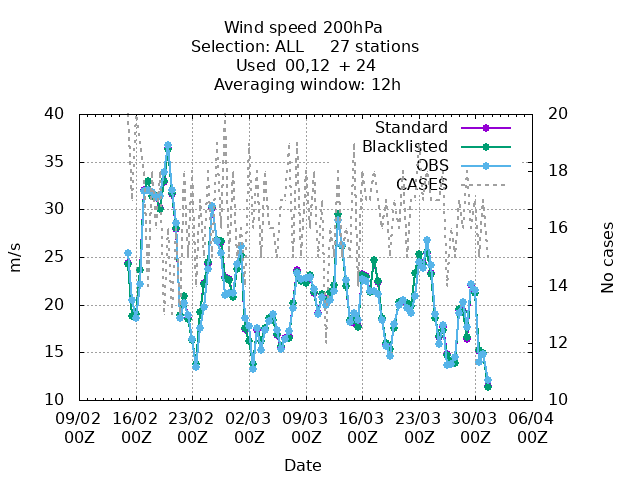 Wind speed 200hPa
Selection: ALL 27 stations
Used 00,12 + 24
Averaging window: 12h
40 20
Standard
Blacklisted
35 18
OBS
CASES
30 16
m/s
25
No cases
14
20
12
15
10 10
09/02 16/02 23/02 02/03 09/03 16/03 23/03 30/03 06/04
00Z 00Z 00Z 00Z 00Z 00Z 00Z 00Z 00Z
Date